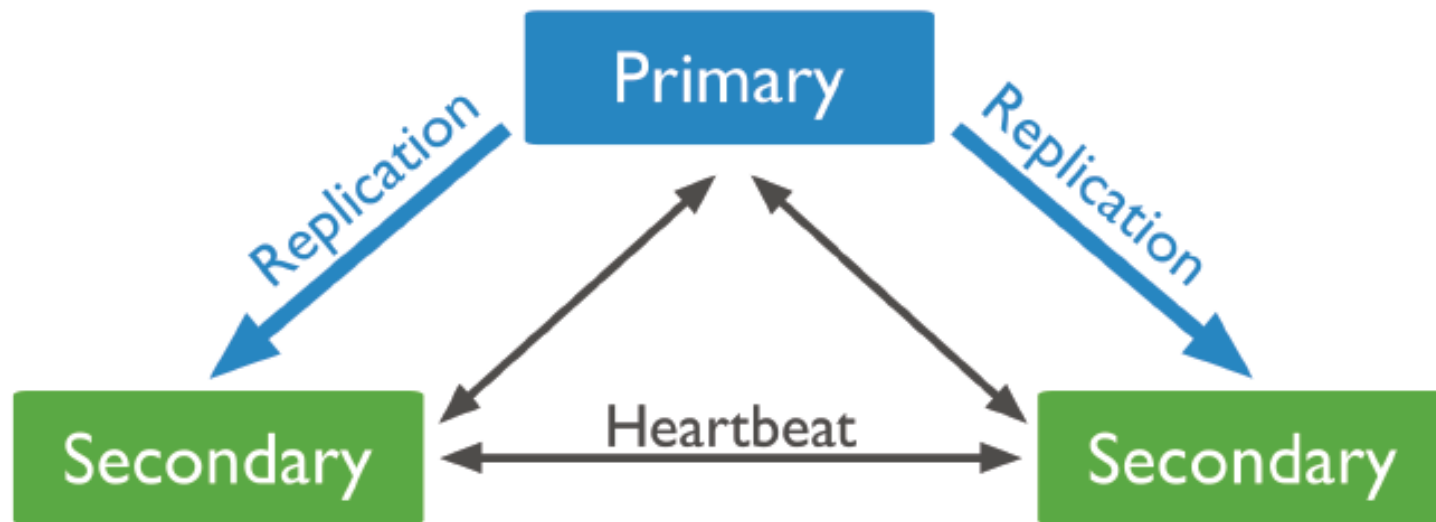 Primary
Replication
Replication
Heartbeat
Secondary
Secondary